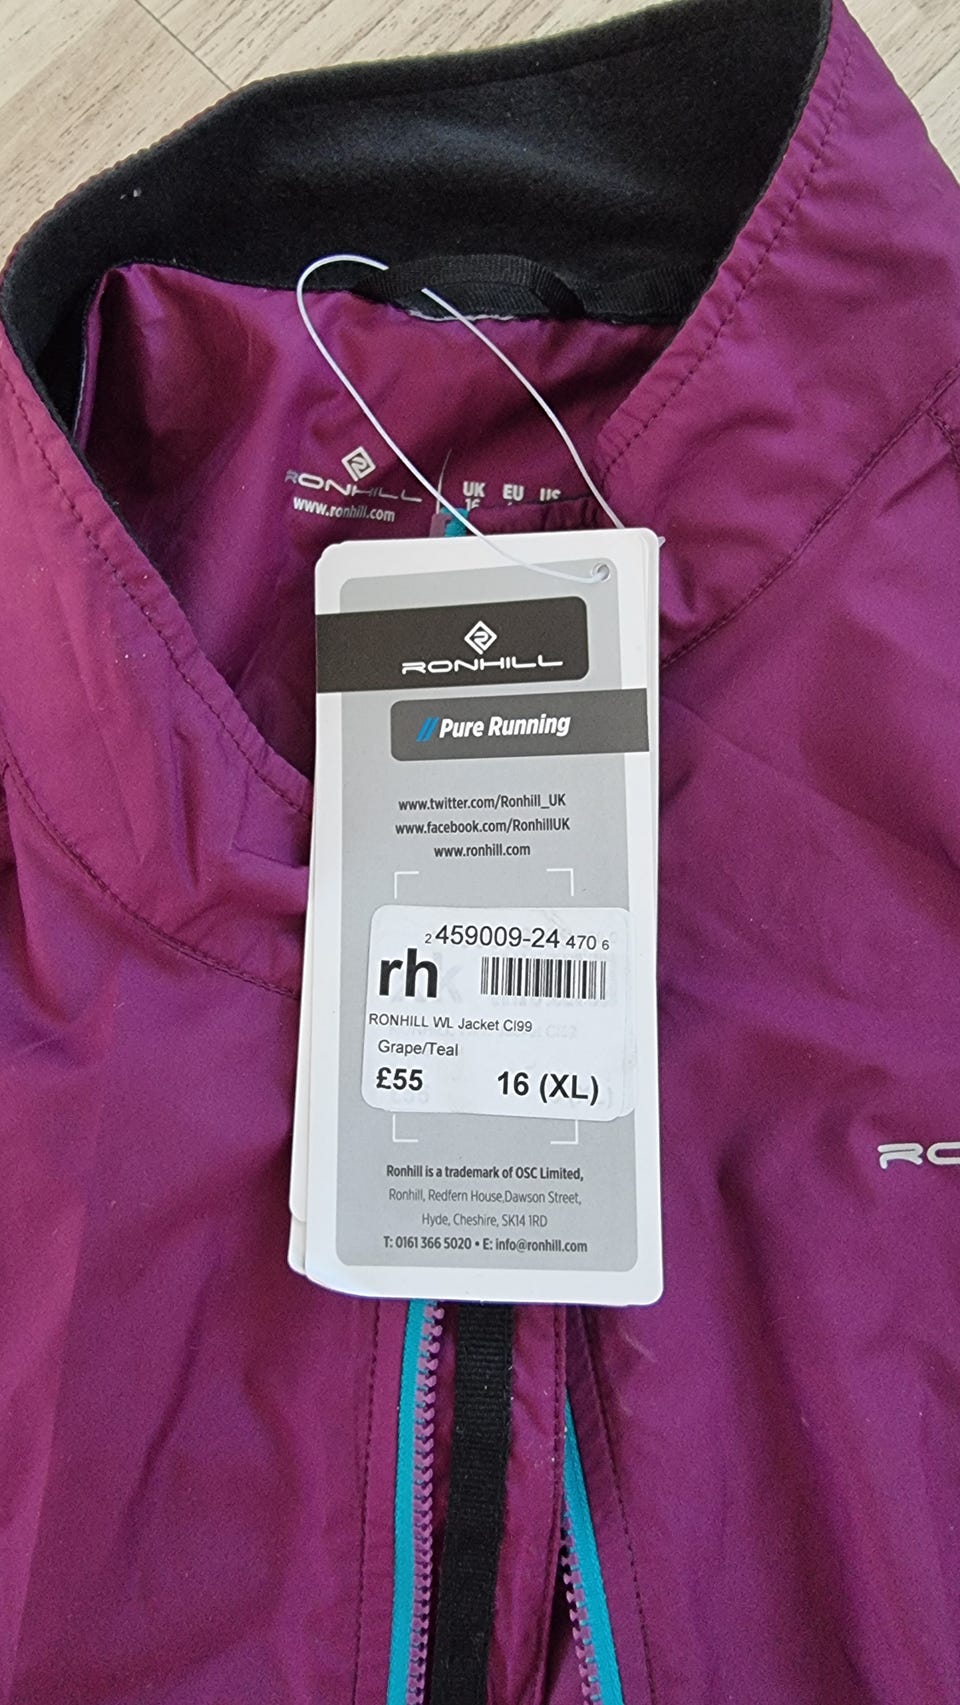 RONHILL
www.ronhill.com
UK EU US
16
RONHILL
//Pure Running
www.twitter.com/Ronhill_UK
www.facebook.com/RonhillUK
www.ronhill.com
2 459009-24 470 6
rh
RONHILL WL Jacket Cl99
Grape/Teal
£55 16 (XL)
Ronhill is a trademark of OSC Limited,
Ronhill, Redfern House,Dawson Street,
Hyde, Cheshire, SK14 1RD
T: 0161 366 5020 • E: info@ronhill.com
RO